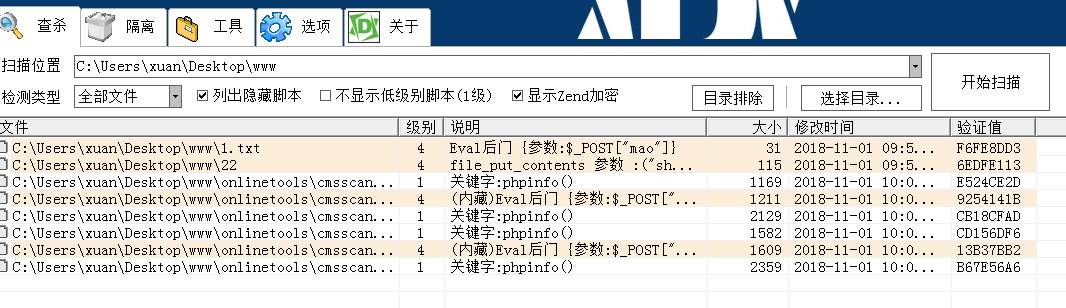 查杀 隔离 工具 选项 关于
扫描位置 C:\Users\xuan\Desktop\www 开始扫描
检测类型 全部文件 列出隐藏脚本 不显示低级别脚本(1级) 显示Zend加密 目录排除 选择目录...
文件 级别 说明 大小 修改时间 验证值
C:\Users\xuan\Desktop\www\1.txt 4 Eval后门 {参数:$_POST["mao"]} 31 2018-11-01 09:5... F6FE8DD3
C:\Users\xuan\Desktop\www\22 4 file_put_contents 参数 :("sh... 115 2018-11-01 09:5... 6EDFE113
C:\Users\xuan\Desktop\www\onlinetools\cmsscan... 1 关键字:phpinfo() 1169 2018-11-01 10:0... E524CE2D
C:\Users\xuan\Desktop\www\onlinetools\cmsscan... 4 (内藏)Eval后门 {参数:$_POST["... 1211 2018-11-01 10:0... 9254141B
C:\Users\xuan\Desktop\www\onlinetools\cmsscan... 1 关键字:phpinfo() 2129 2018-11-01 10:0... CB18CFAD
C:\Users\xuan\Desktop\www\onlinetools\cmsscan... 1 关键字:phpinfo() 1582 2018-11-01 10:0... CD156DF6
C:\Users\xuan\Desktop\www\onlinetools\cmsscan... 4 (内藏)Eval后门 {参数:$_POST["... 1609 2018-11-01 10:0... 13B37BB2
C:\Users\xuan\Desktop\www\onlinetools\cmsscan... 1 关键字:phpinfo() 2359 2018-11-01 10:0... B67E56A6